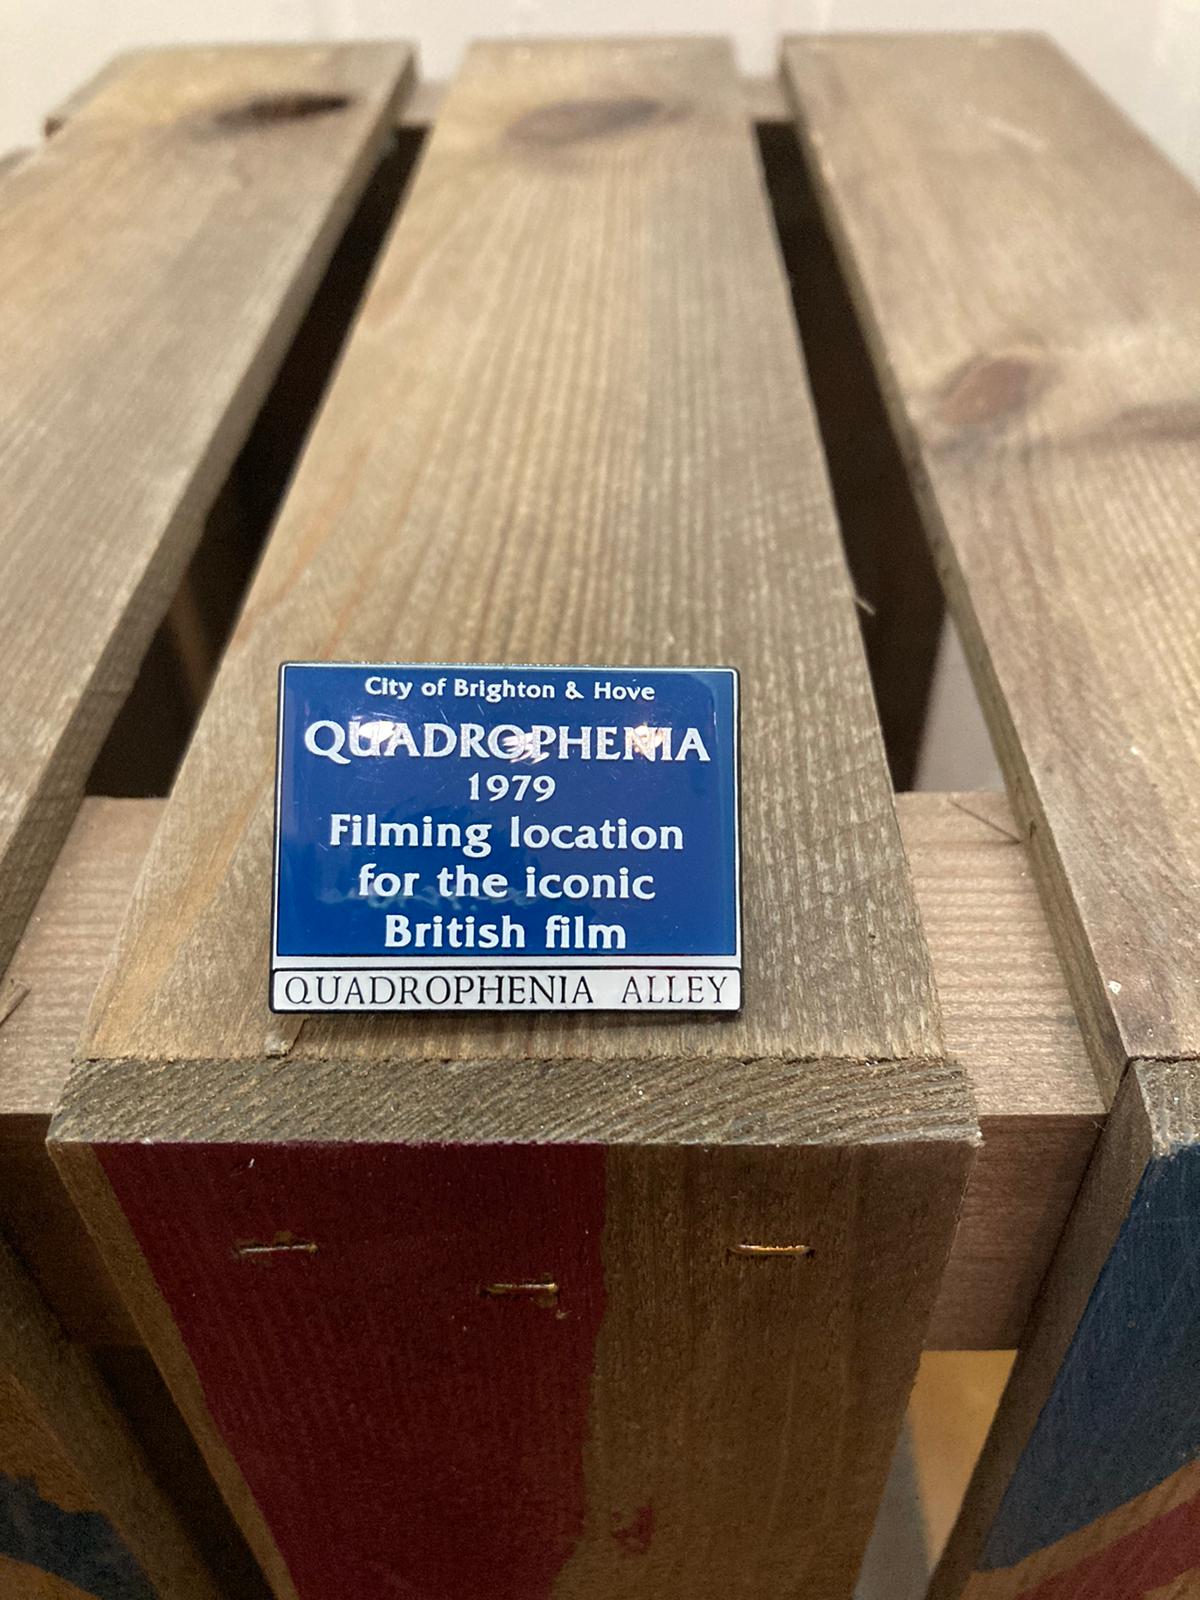 City of Brighton & Hove
QUADROPHENIA
1979
Filming location
for the iconic
British film
QUADROPHENIA ALLEY